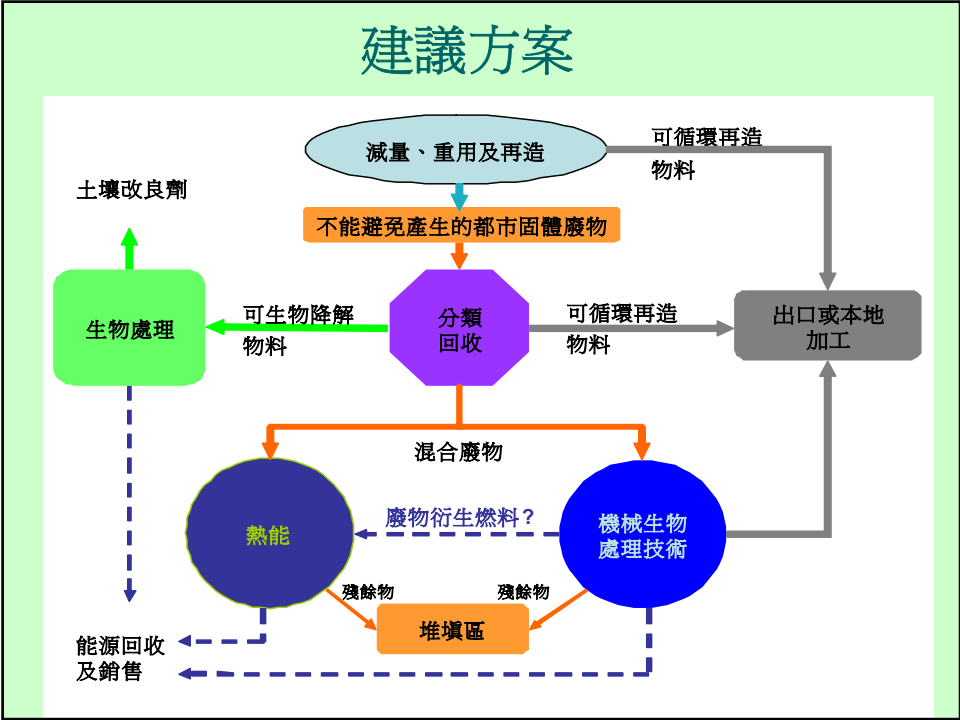 建議方案
減量、重用及再造
可循環再造
物料
土壤改良劑
不能避免產生的都市固體廢物
生物處理
可生物降解
物料
分類
回收
可循環再造
物料
出口或本地
加工
混合廢物
熱能
廢物衍生燃料？
機械生物
處理技術
殘餘物
殘餘物
堆填區
能源回收
及銷售